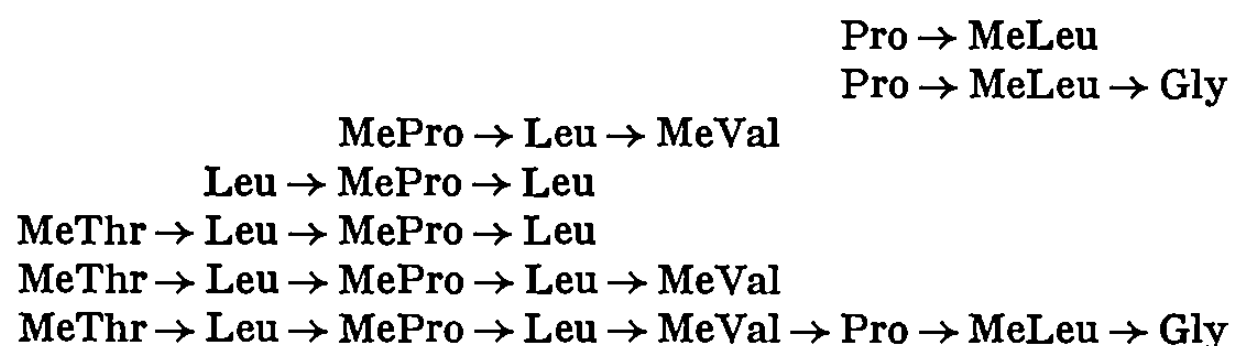 Pro → MeLeu
Pro → MeLeu → Gly
MePro → Leu → MeVal
Leu → MePro → Leu
MeThr → Leu → MePro → Leu
MeThr → Leu → MePro → Leu → MeVal
MeThr → Leu → MePro → Leu → MeVal → Pro → MeLeu → Gly